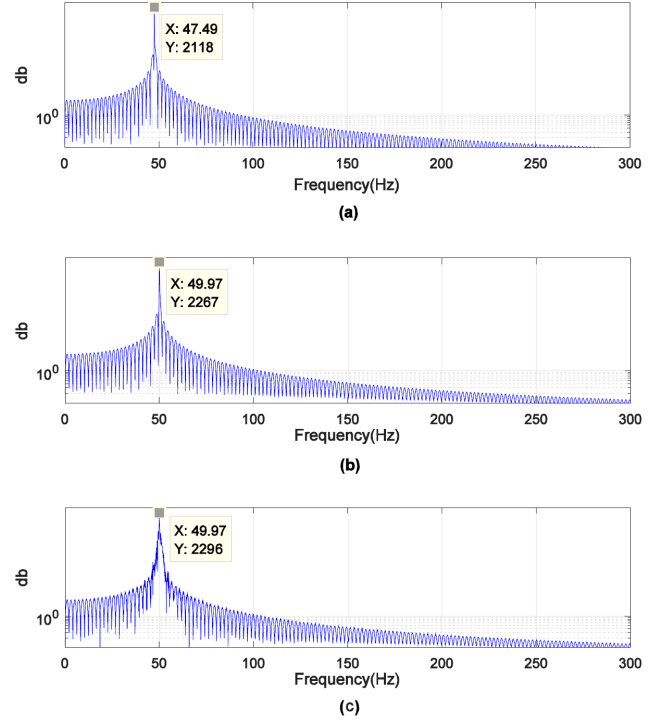 X: 47.49
Y: 2118
db
10⁰
0 50 100 150 200 250 300
Frequency(Hz)
(a)
X: 49.97
Y: 2267
db
10⁰
0 50 100 150 200 250 300
Frequency(Hz)
(b)
X: 49.97
Y: 2296
db
10⁰
0 50 100 150 200 250 300
Frequency(Hz)
(c)